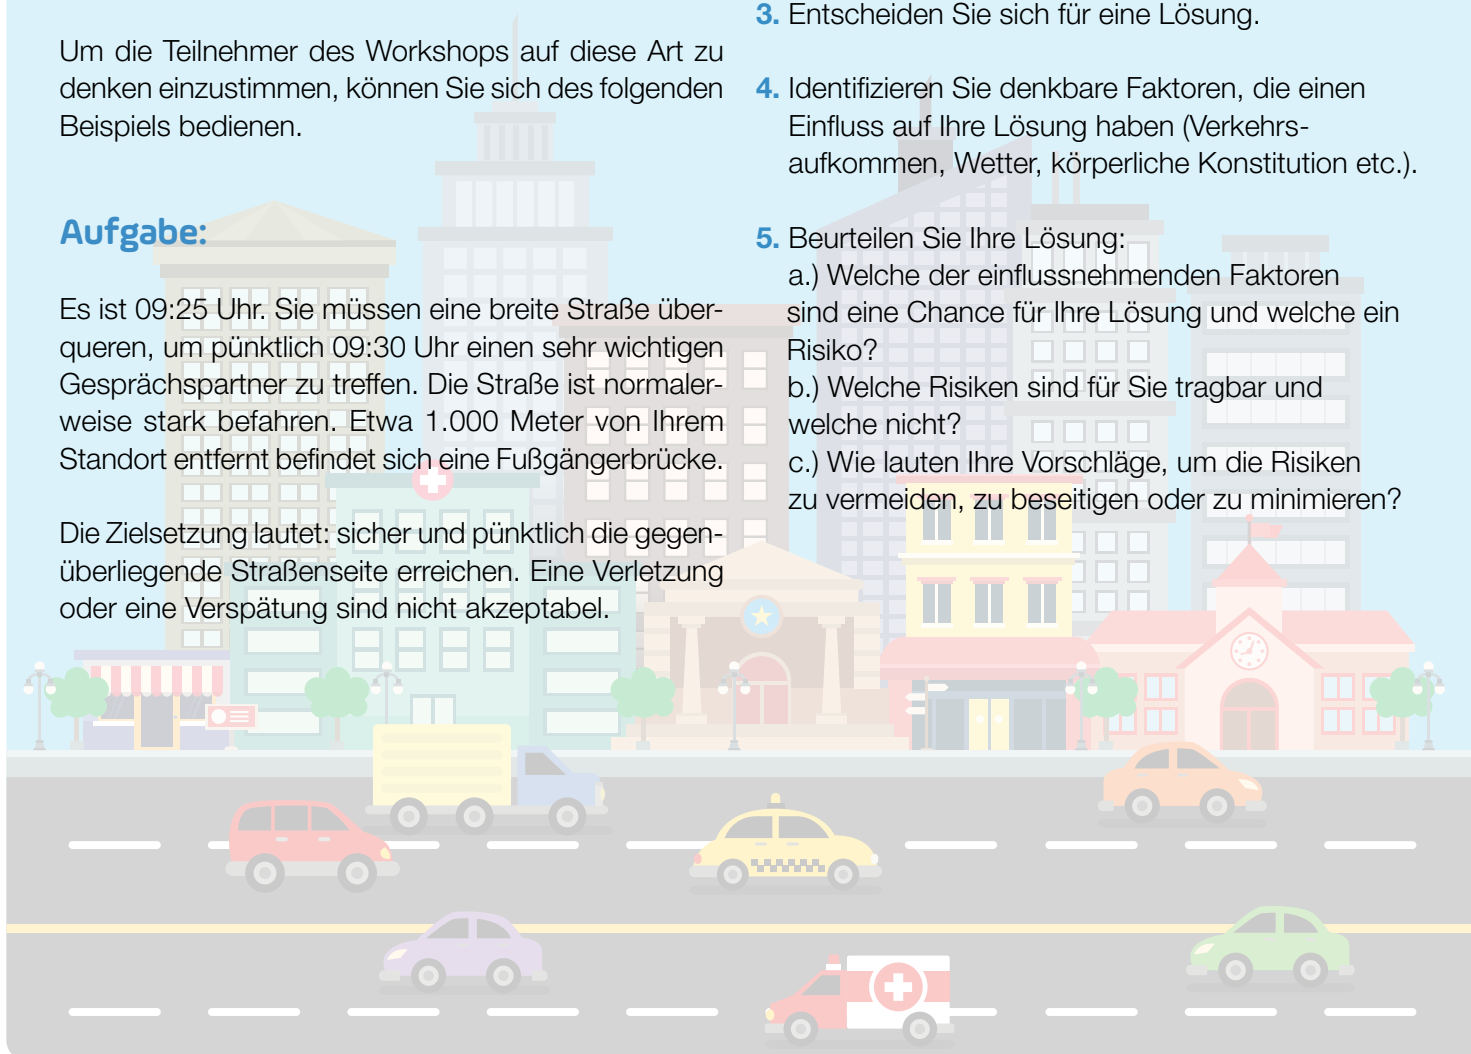 Um die Teilnehmer des Workshops auf diese Art zu
denken einzustimmen, können Sie sich des folgenden
Beispiels bedienen.
Aufgabe:
Es ist 09:25 Uhr. Sie müssen eine breite Straße über-
queren, um pünktlich 09:30 Uhr einen sehr wichtigen
Gesprächspartner zu treffen. Die Straße ist normaler-
weise stark befahren. Etwa 1.000 Meter von Ihrem
Standort entfernt befindet sich eine Fußgängerbrücke.
Die Zielsetzung lautet: sicher und pünktlich die gegen-
überliegende Straßenseite erreichen. Eine Verletzung
oder eine Verspätung sind nicht akzeptabel.
3. Entscheiden Sie sich für eine Lösung.
4. Identifizieren Sie denkbare Faktoren, die einen
Einfluss auf Ihre Lösung haben (Verkehrs-
aufkommen, Wetter, körperliche Konstitution etc.).
5. Beurteilen Sie Ihre Lösung:
a.) Welche der einflussnehmenden Faktoren
sind eine Chance für Ihre Lösung und welche ein
Risiko?
b.) Welche Risiken sind für Sie tragbar und
welche nicht?
c.) Wie lauten Ihre Vorschläge, um die Risiken
zu vermeiden, zu beseitigen oder zu minimieren?